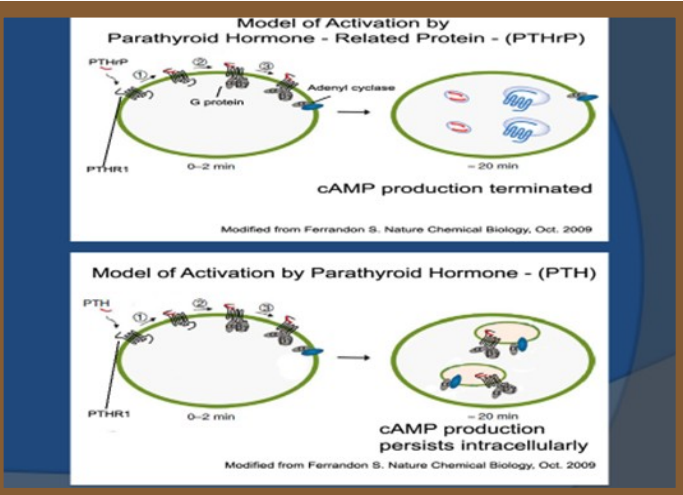 Model of Activation by
Parathyroid Hormone - Related Protein - (PTHrP)
PTHrP
①
②
③
Adenyl cyclase
G protein
PTHR1
0–2 min
~ 20 min
cAMP production terminated
Modified from Ferrandon S. Nature Chemical Biology, Oct. 2009
Model of Activation by Parathyroid Hormone - (PTH)
PTH
①
②
③
PTHR1
0–2 min
~ 20 min
cAMP production
persists intracellularly
Modified from Ferrandon S. Nature Chemical Biology, Oct. 2009